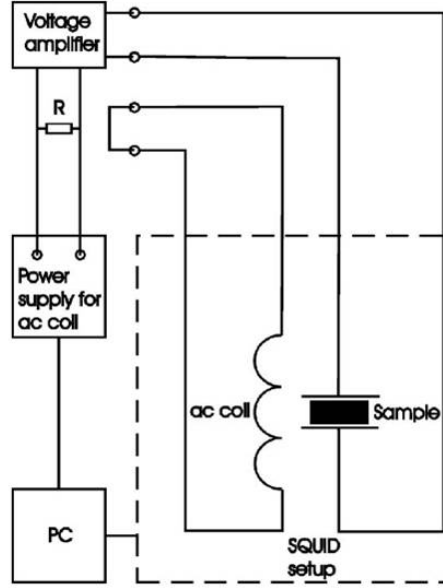 Voltage
amplifier
R
Power
supply for
ac coil
ac coil
Sample
PC
SQUID
setup